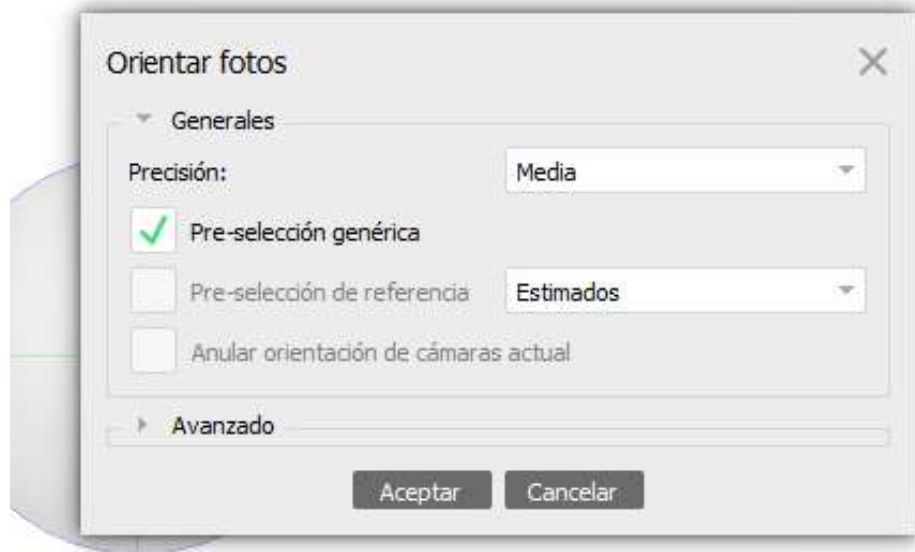 Orientar fotos
Generales
Precisión: Media
Pre-selección genérica
Pre-selección de referencia Estimados
Anular orientación de cámaras actual
Avanzado
Aceptar Cancelar